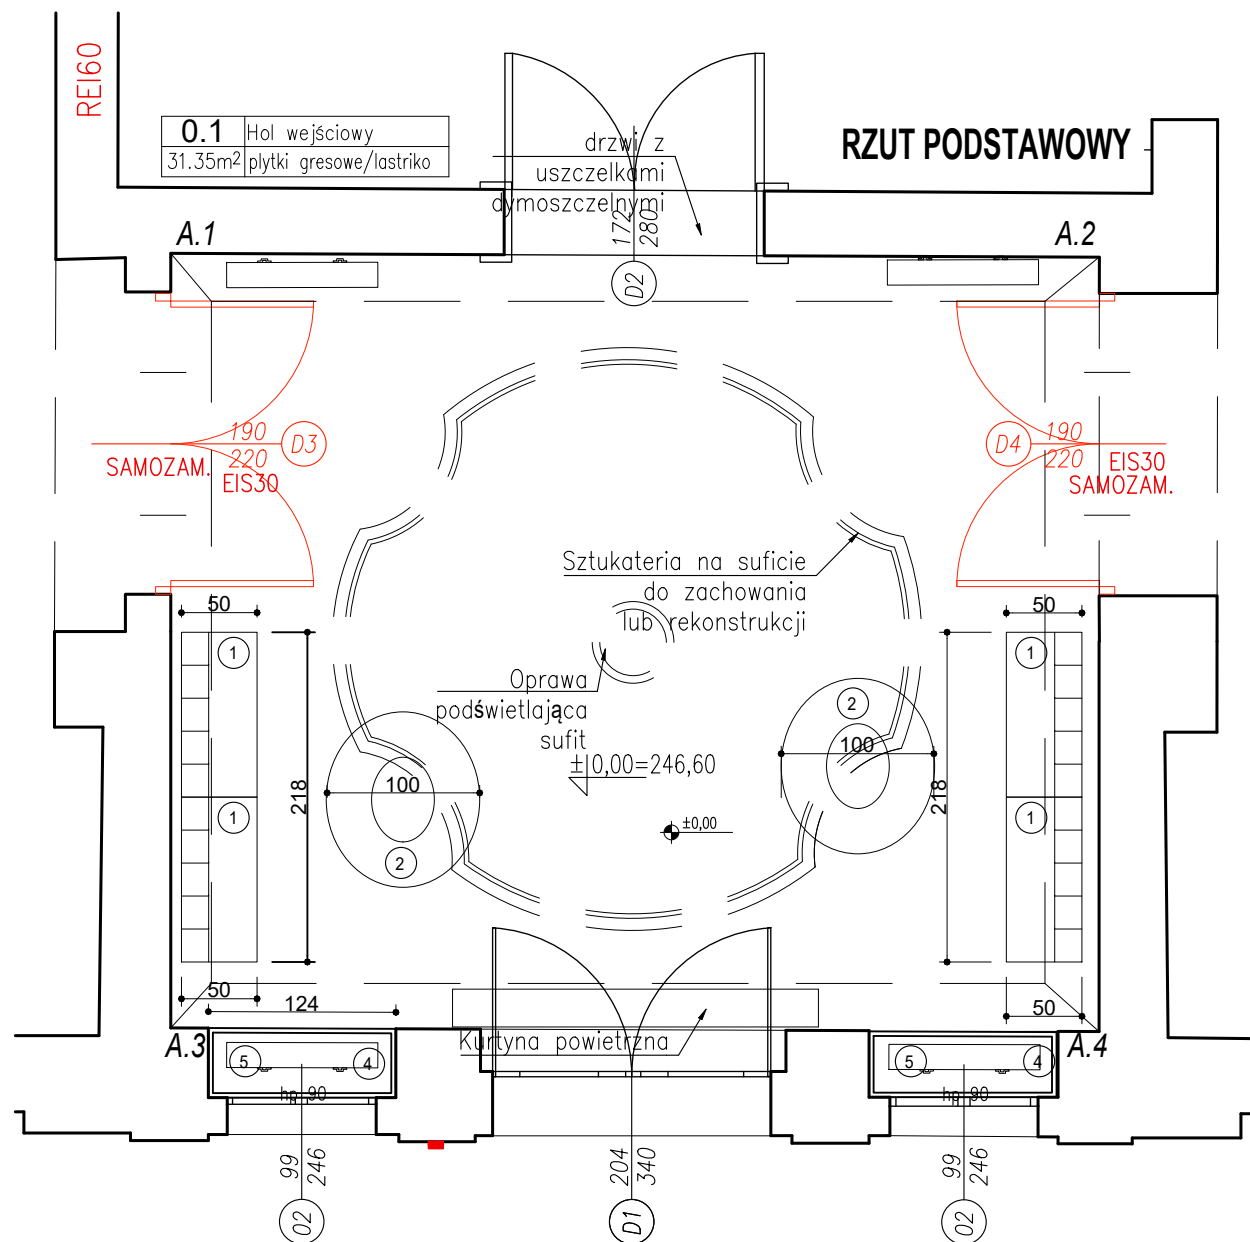 REI60
0.1 Hol wejściowy
31.35m² plytki gresowe/lastriko
RZUT PODSTAWOWY
drzwi z
uszczelkami
dymoszczelnymi
172
280
D2
A.1
A.2
190
220
D3
SAMOZAM.
EIS30
D4
190
220
EIS30
SAMOZAM.
Sztukateria na suficie
do zachowania
lub rekonstrukcji
Oprawa
podświetlająca
sufit
±0,00=246,60
±0,00
50
1
218
1
50
2
100
100
2
50
1
218
1
50
124
A.3
A.4
Kurtyna powietrzna
5
4
hp 90
5
4
hp 90
99
246
O2
204
340
D1
99
246
O2